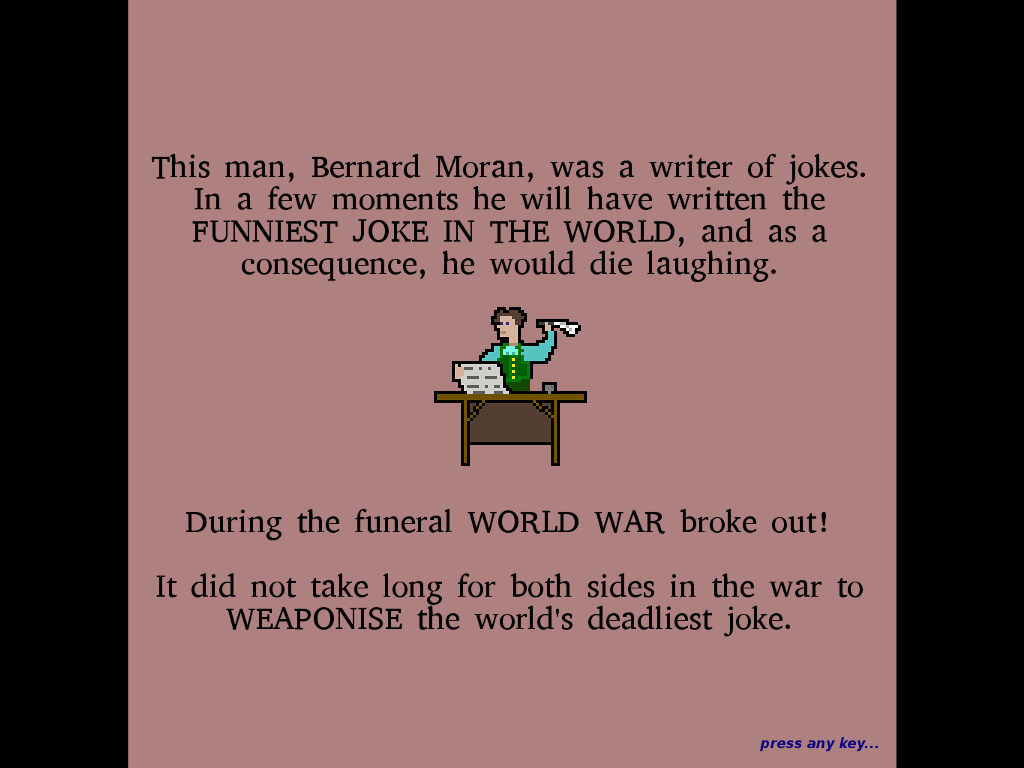 This man, Bernard Moran, was a writer of jokes.
In a few moments he will have written the
FUNNIEST JOKE IN THE WORLD, and as a
consequence, he would die laughing.
During the funeral WORLD WAR broke out!
It did not take long for both sides in the war to
WEAPONISE the world's deadliest joke.
press any key...